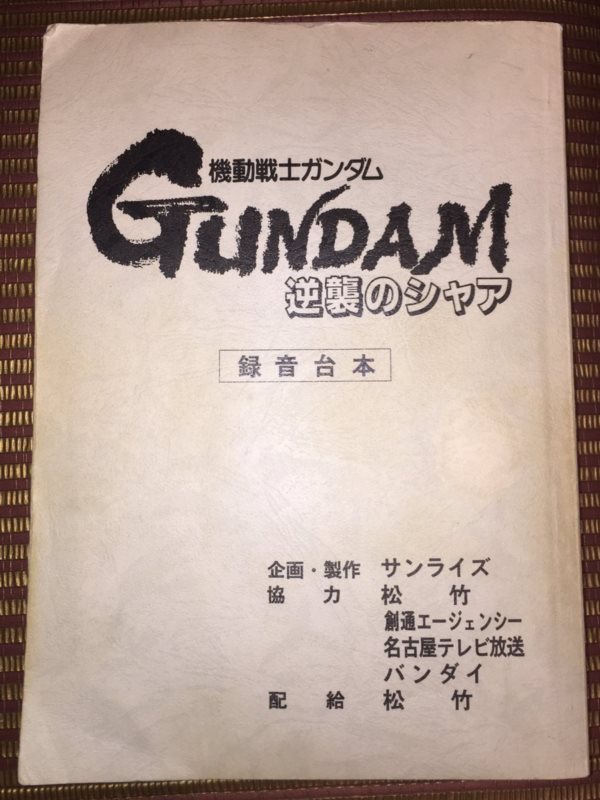 機動戦士ガンダム
GUNDAM
逆襲のシャア
録音台本
企画・製作 サンライズ
協力 松竹
創通エージェンシー
名古屋テレビ放送
バンダイ
配給 松竹